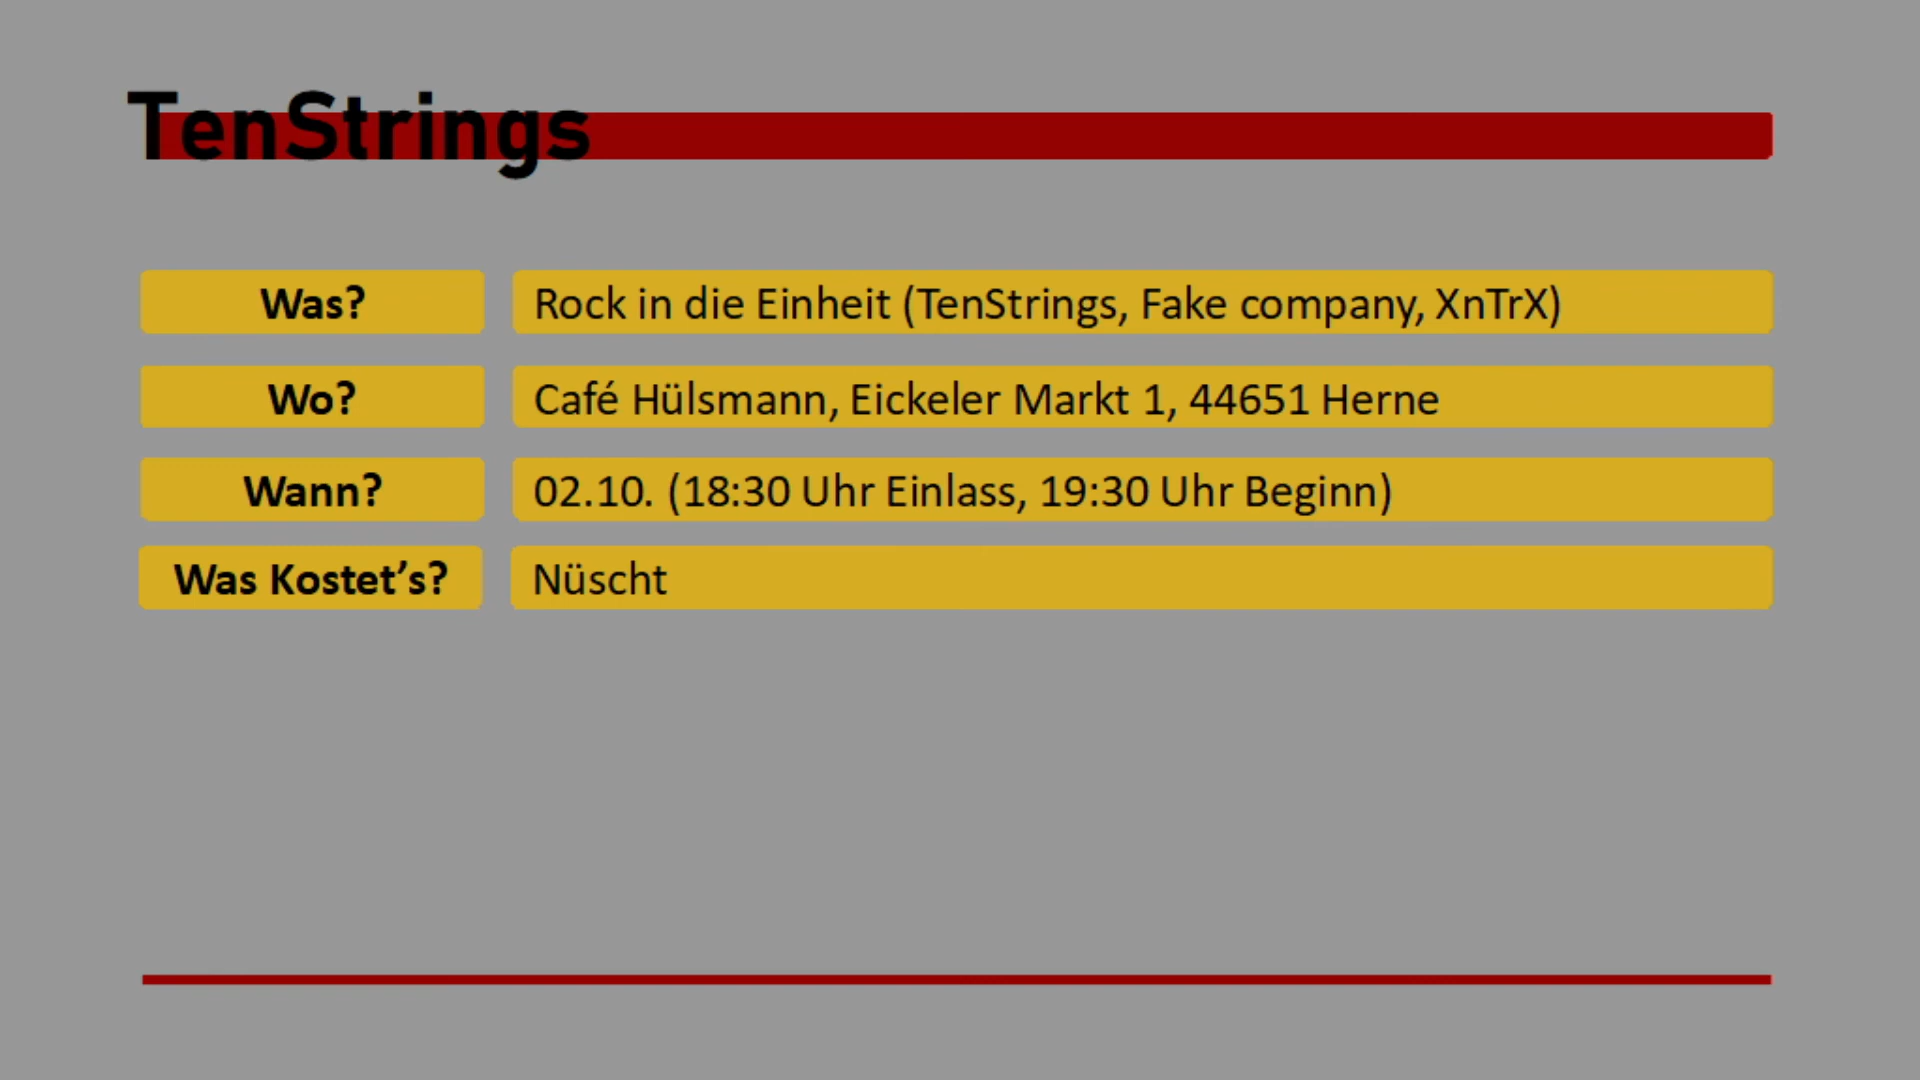 TenStrings
Was? Rock in die Einheit (TenStrings, Fake company, XnTrX)
Wo? Café Hülsmann, Eickeler Markt 1, 44651 Herne
Wann? 02.10. (18:30 Uhr Einlass, 19:30 Uhr Beginn)
Was Kostet’s? Nüscht